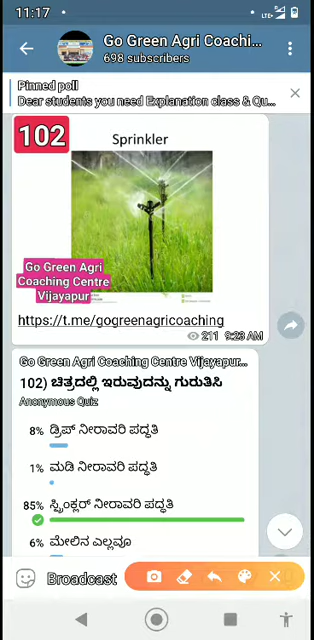 11:17
LTE+
Go Green Agri Coachi...
698 subscribers
Pinned poll
Dear students you need Explanation class & Qu...
102
Sprinkler
Go Green Agri
Coaching Centre
Vijayapur
https://t.me/gogreenagricoaching
211 9:23 AM
Go Green Agri Coaching Centre Vijayapur...
102) ಚಿತ್ರದಲ್ಲಿ ಇರುವುದನ್ನು ಗುರುತಿಸಿ
Anonymous Quiz
8% ಡ್ರಿಪ್ ನೀರಾವರಿ ಪದ್ಧತಿ
1% ಮಡಿ ನೀರಾವರಿ ಪದ್ಧತಿ
85% ಸ್ಪ್ರಿಂಕ್ಲರ್ ನೀರಾವರಿ ಪದ್ಧತಿ
6% ಮೇಲಿನ ಎಲ್ಲವೂ
Broadcast